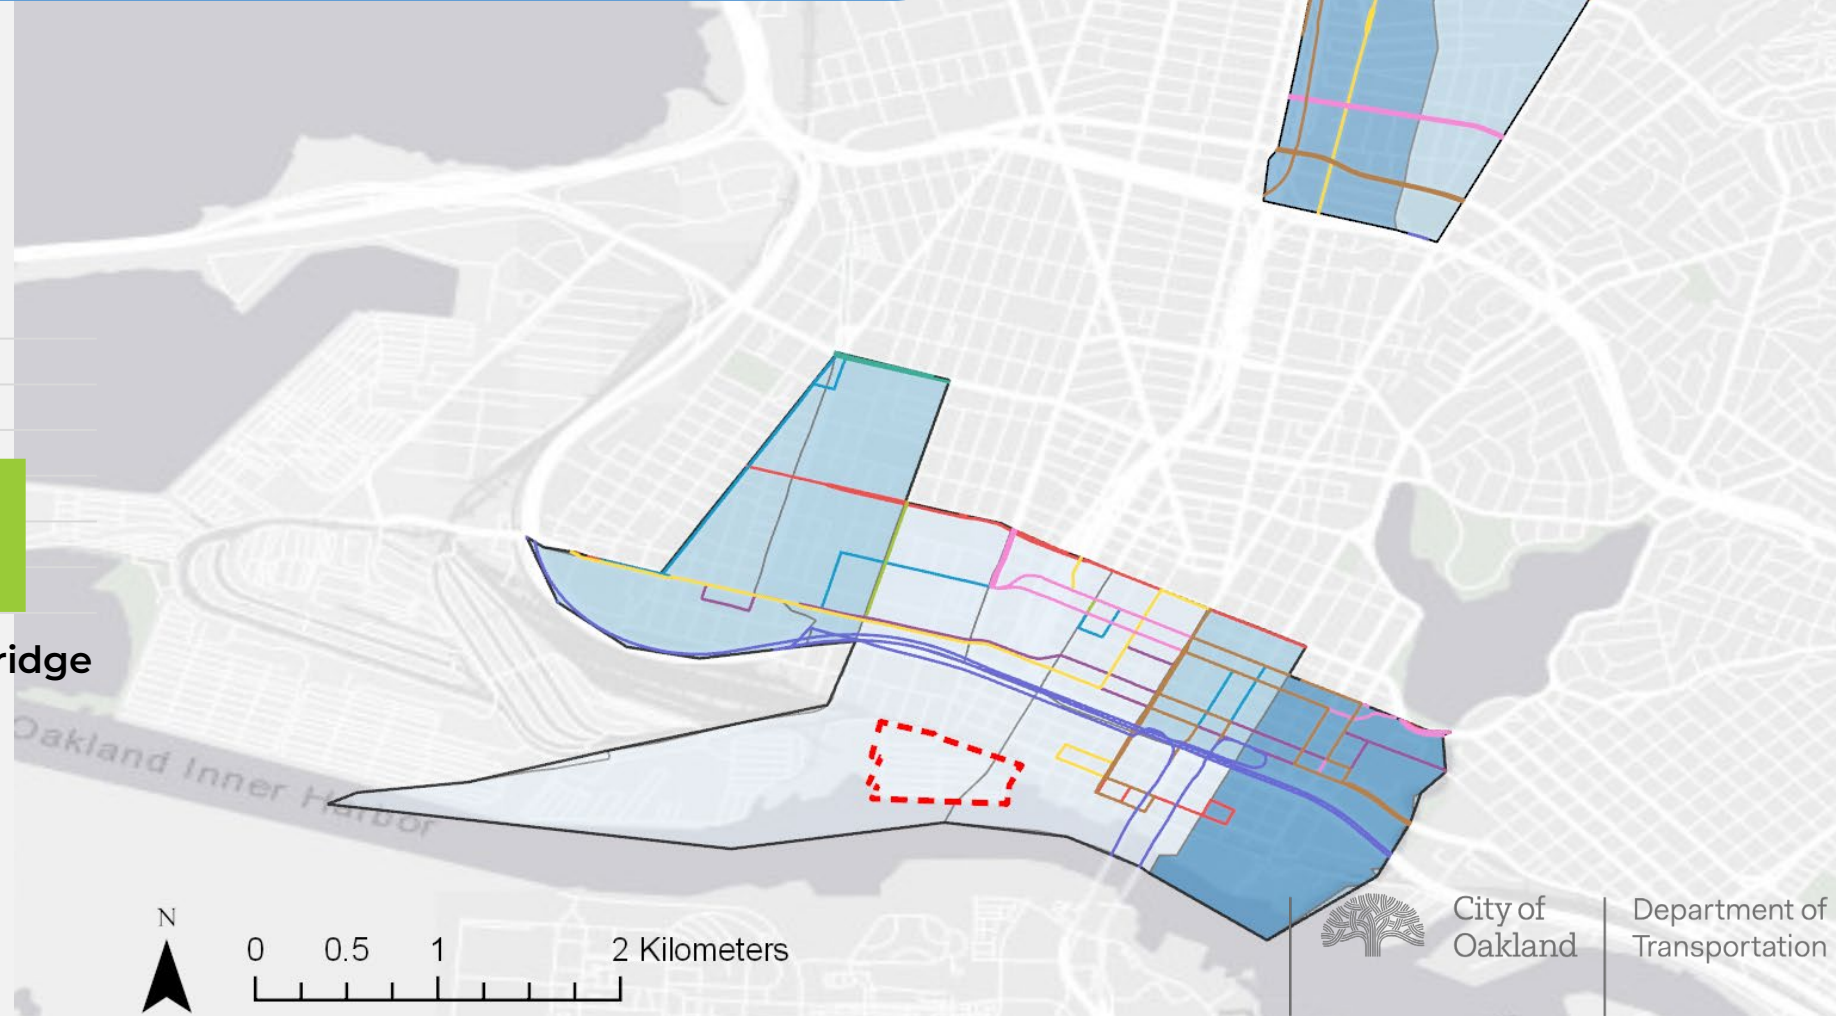 ridge
Oakland Inner Harbor
N
0 0.5 1 2 Kilometers
City of
Oakland
Department of
Transportation